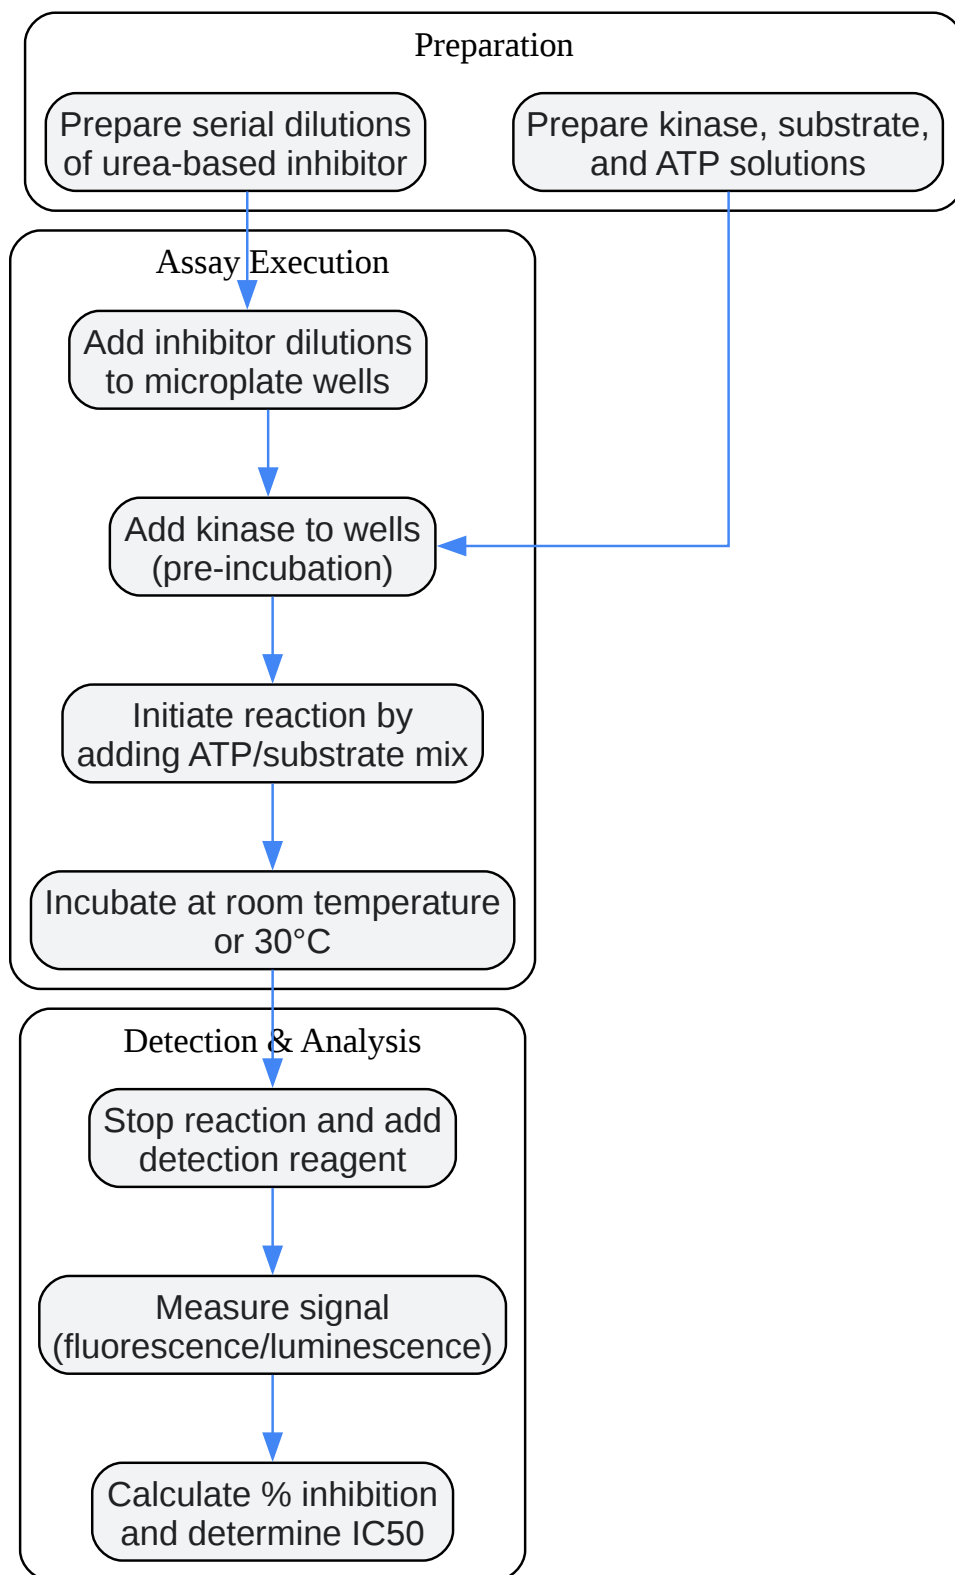 Preparation
Prepare serial dilutions
of urea-based inhibitor
Prepare kinase, substrate,
and ATP solutions
Assay Execution
Add inhibitor dilutions
to microplate wells
Add kinase to wells
(pre-incubation)
Initiate reaction by
adding ATP/substrate mix
Incubate at room temperature
or 30°C
Detection & Analysis
Stop reaction and add
detection reagent
Measure signal
(fluorescence/luminescence)
Calculate % inhibition
and determine IC50